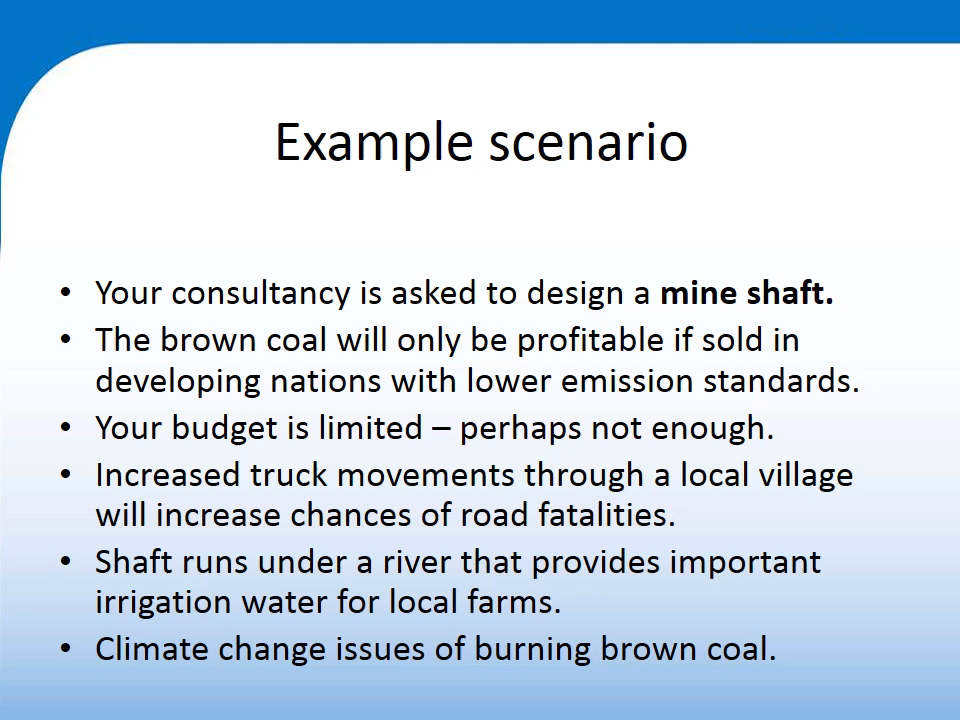 Example scenario
• Your consultancy is asked to design a mine shaft.
• The brown coal will only be profitable if sold in
developing nations with lower emission standards.
• Your budget is limited – perhaps not enough.
• Increased truck movements through a local village
will increase chances of road fatalities.
• Shaft runs under a river that provides important
irrigation water for local farms.
• Climate change issues of burning brown coal.